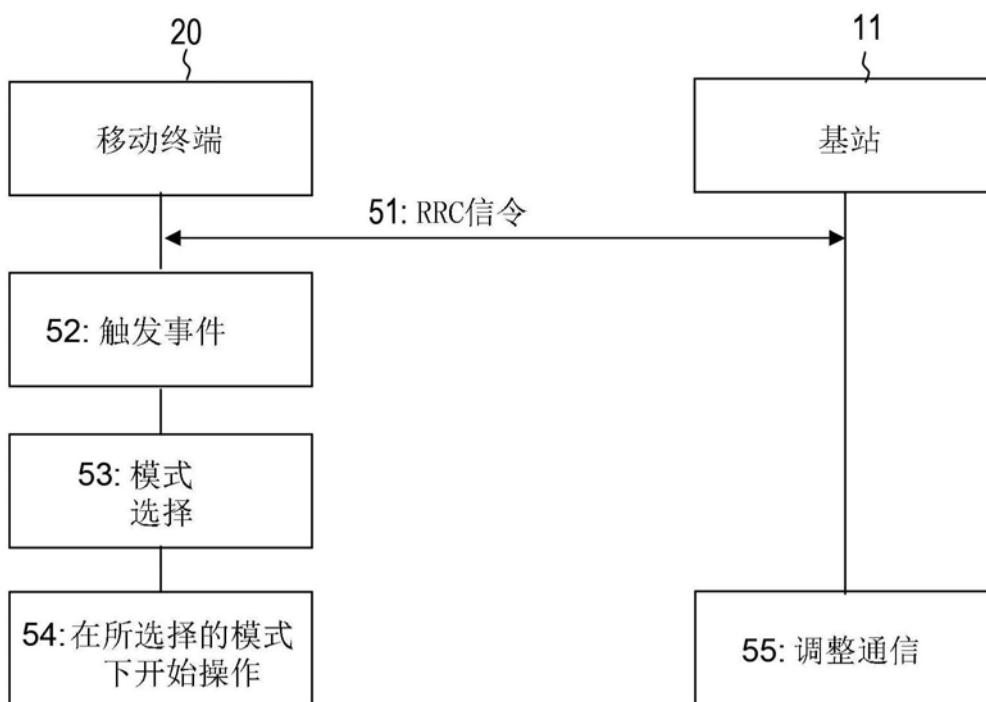 20
11
移动终端
基站
51: RRC信令
52: 触发事件
53: 模式
选择
54: 在所选择的模式
下开始操作
55: 调整通信